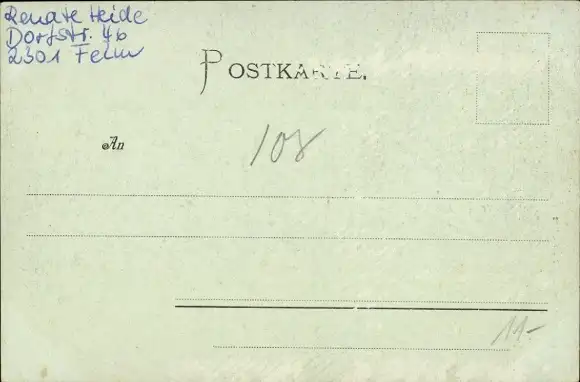 Renate Heide
Dorfstr. 4b
2301 Felm
POSTKARTE.
An
108
11-